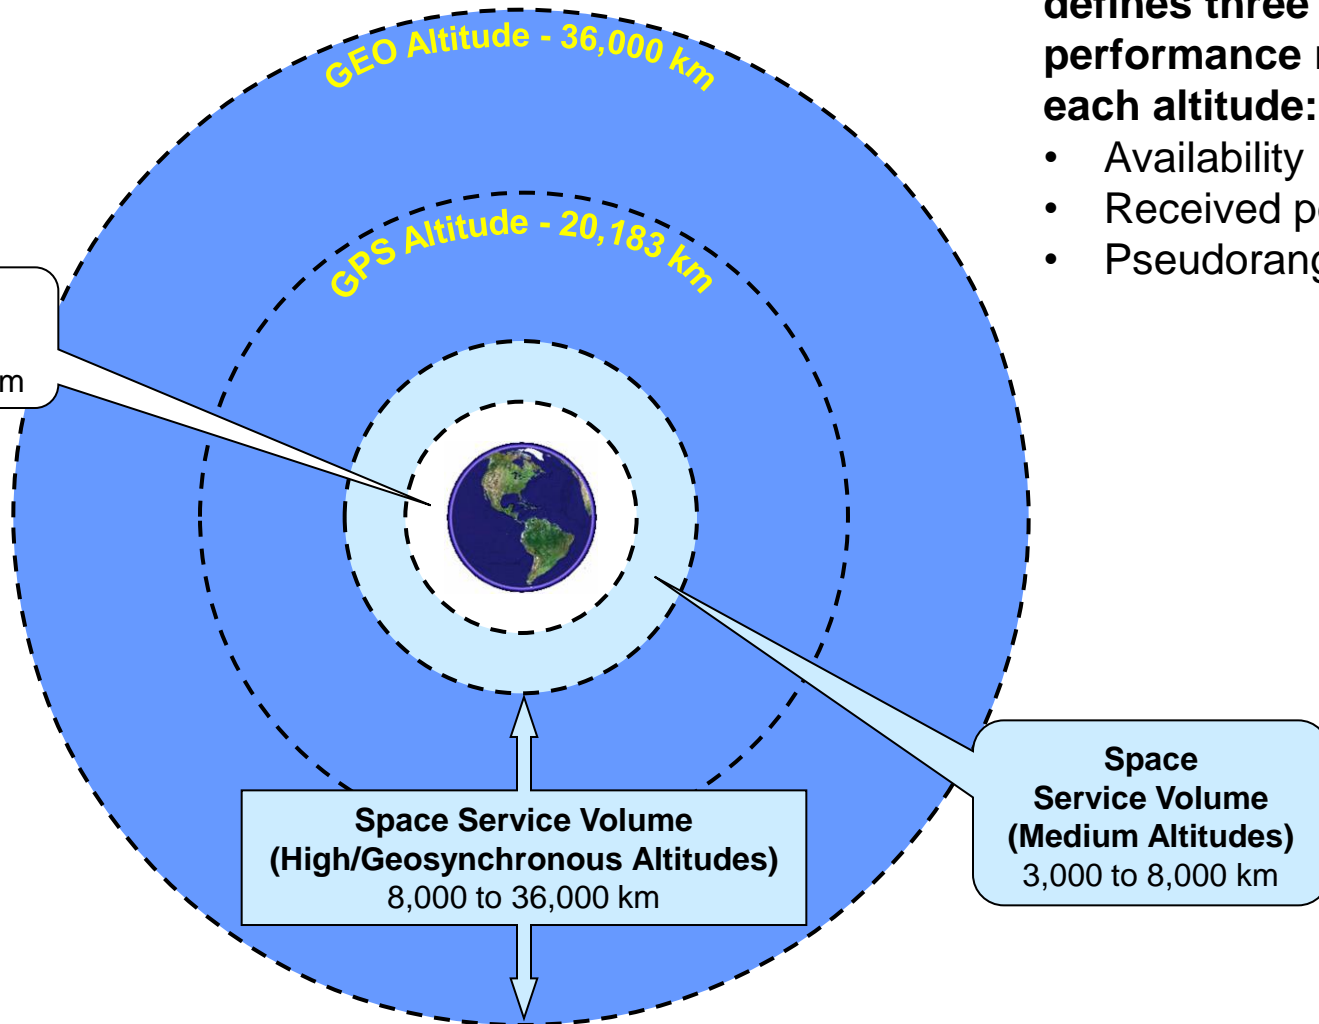 defines three
performance
each altitude:
• Availability
• Received
GEO Altitude - 36,000 km
GPS Altitude - 20,183 km
Space Service Volume
(High/Geosynchronous Altitudes)
8,000 to 36,000 km
Space
Service Volume
(Medium Altitudes)
3,000 to 8,000 km